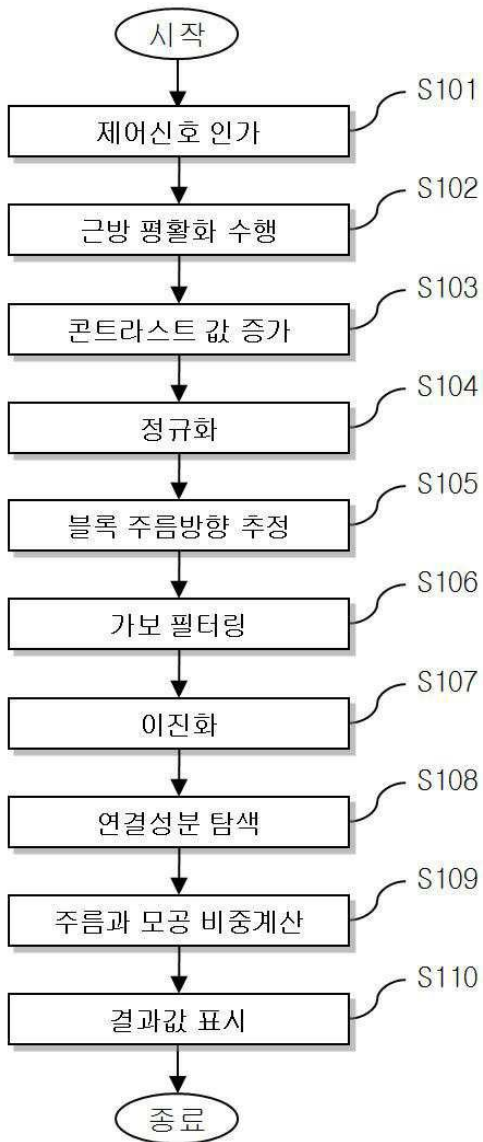 시작
S101
제어신호 인가
S102
근방 평활화 수행
S103
콘트라스트 값 증가
S104
정규화
S105
블록 주름방향 추정
S106
가보 필터링
S107
이진화
S108
연결성분 탐색
S109
주름과 모공 비중계산
S110
결과값 표시
종료